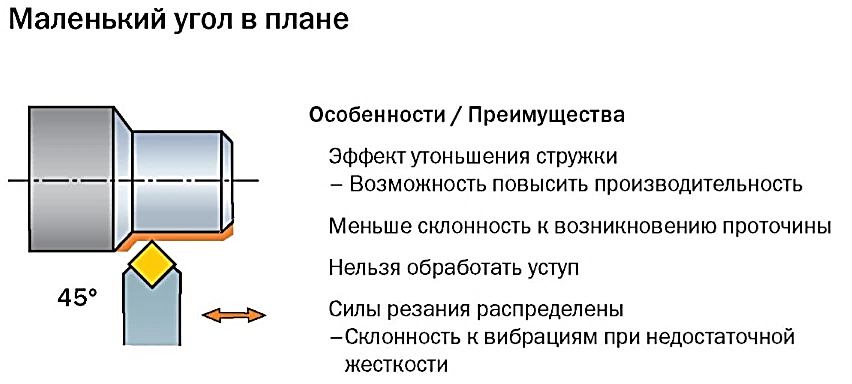 Маленький угол в плане
Особенности / Преимущества
Эффект утоньшения стружки
– Возможность повысить производительность
Меньше склонность к возникновению проточины
Нельзя обработать уступ
45°
Силы резания распределены
–Склонность к вибрациям при недостаточной
жесткости